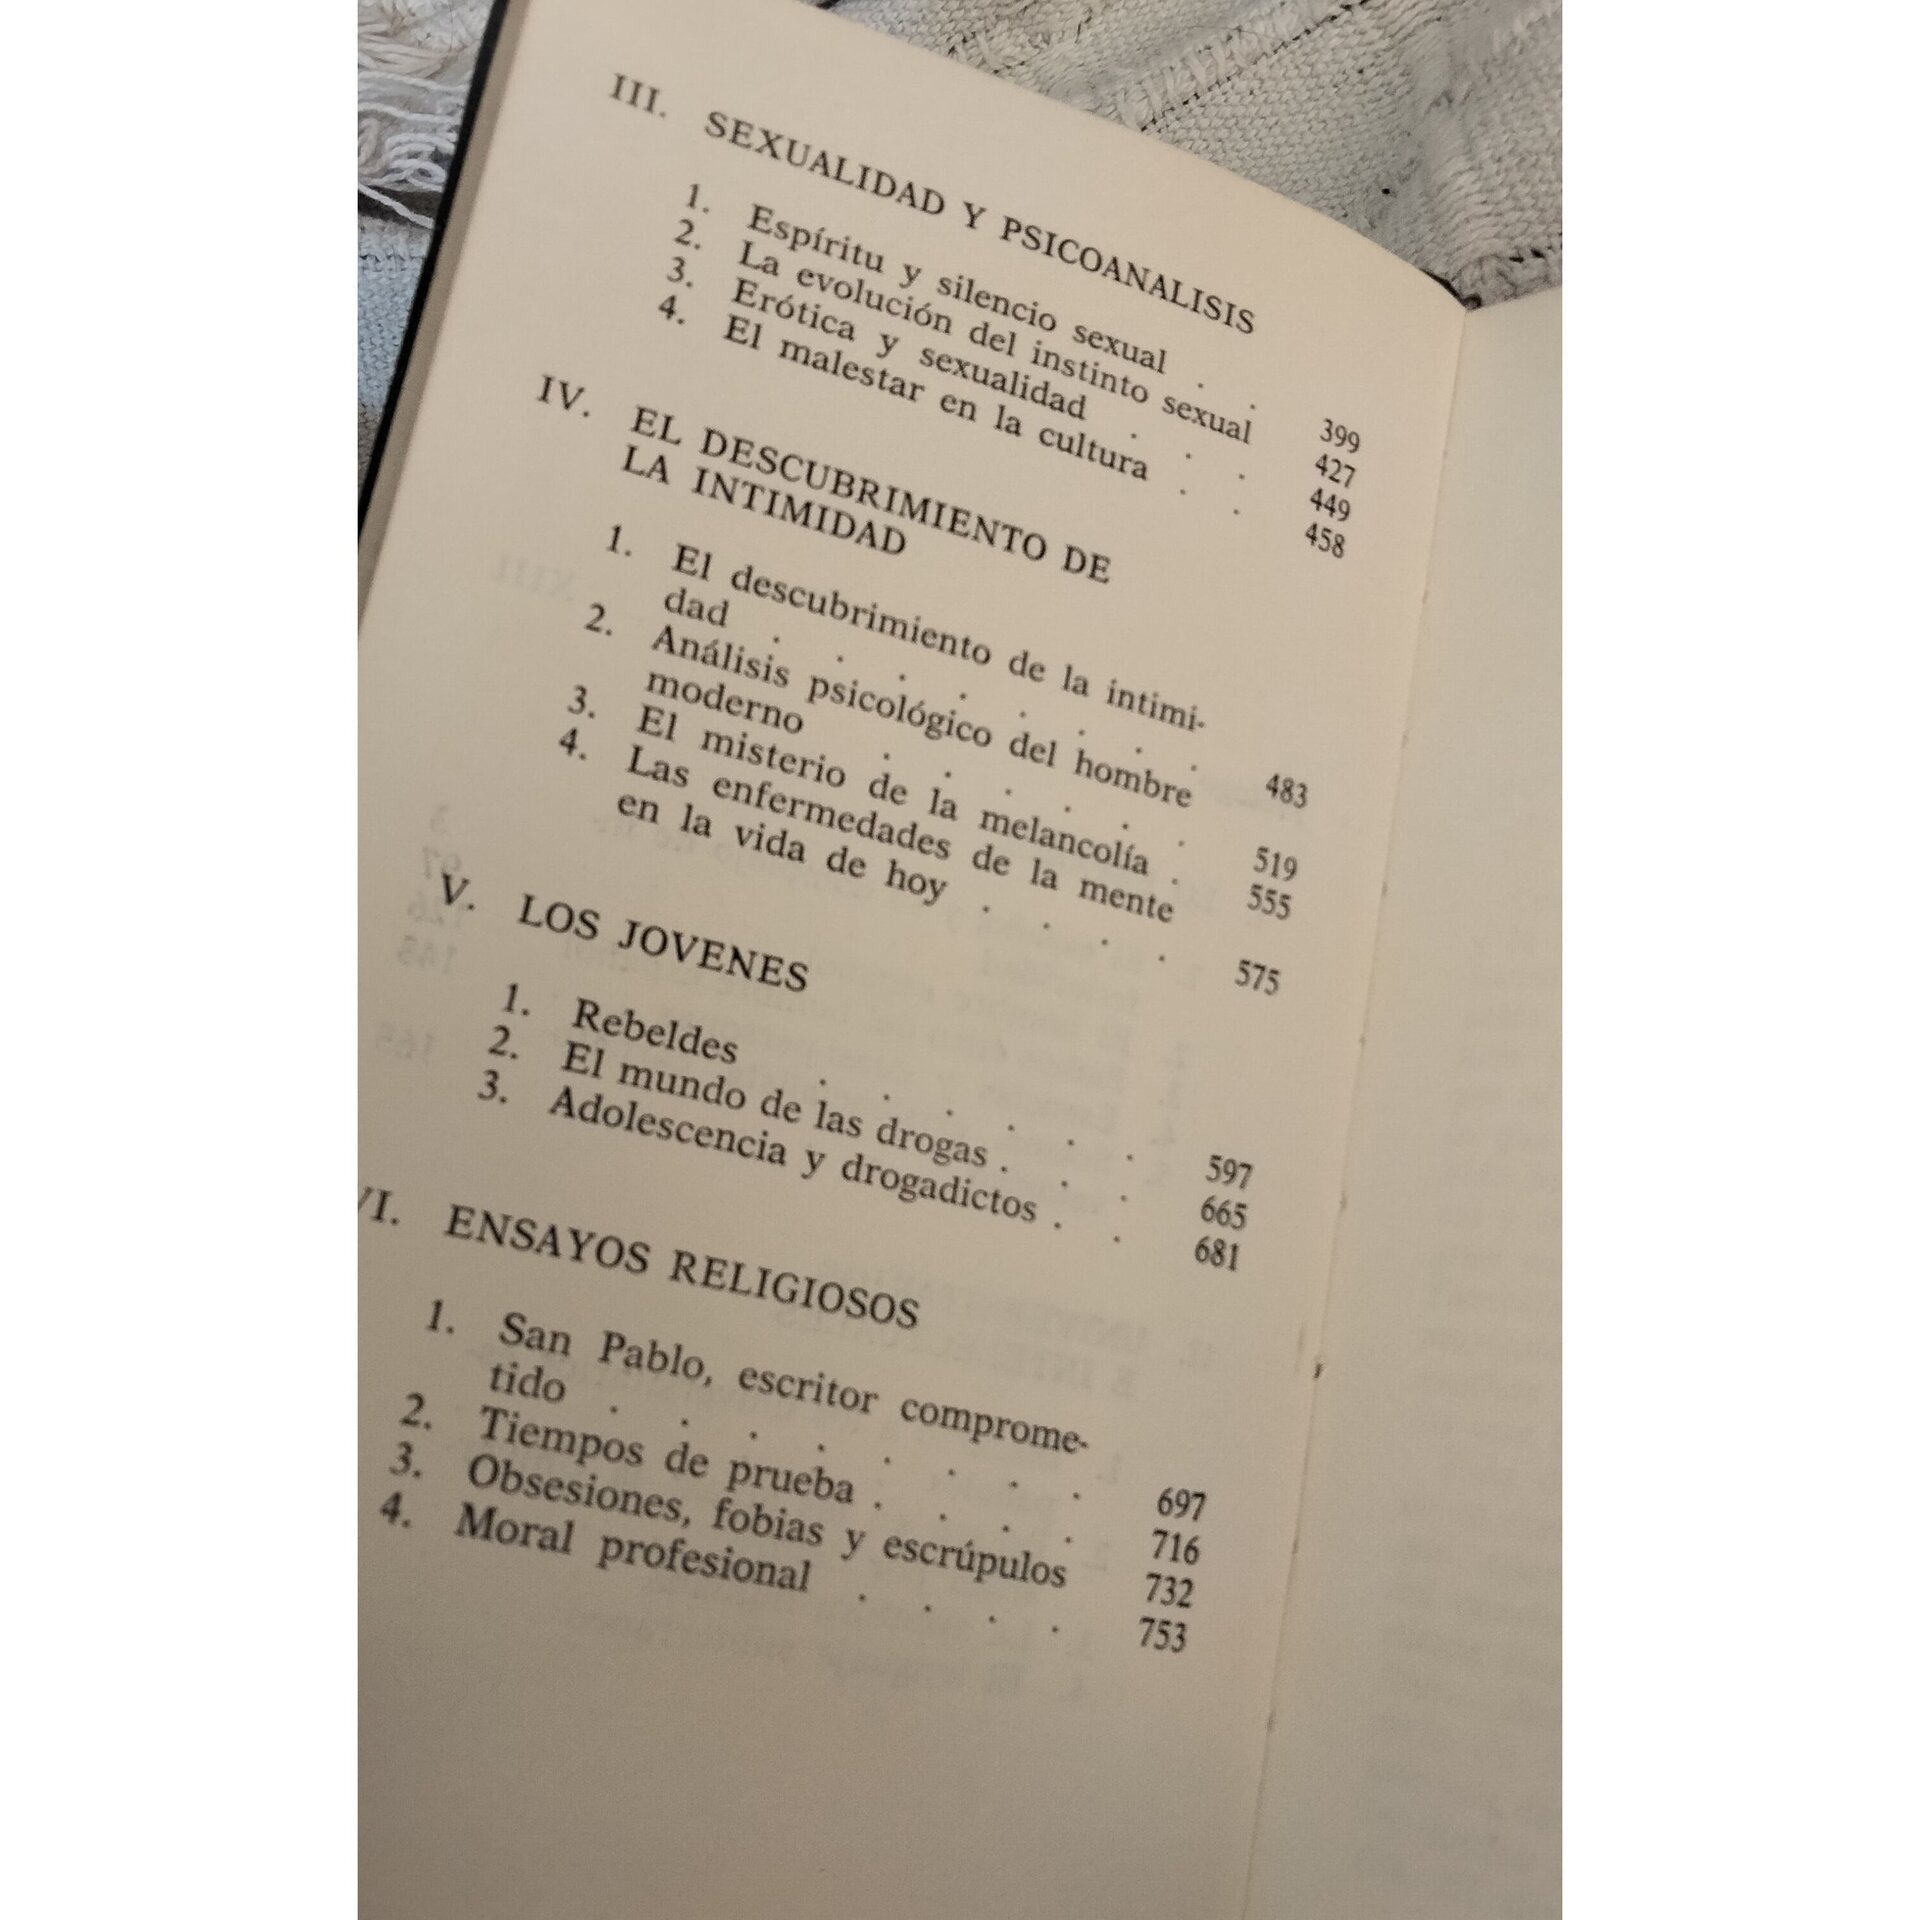 III. SEXUALIDAD Y PSICOANALISIS
1. Espíritu y silencio sexual . . 399
2. La evolución del instinto sexual 427
3. Erótica y sexualidad . . . 449
4. El malestar en la cultura . . 458
IV. EL DESCUBRIMIENTO DE
LA INTIMIDAD
1. El descubrimiento de la intimi-
dad . . . . . . . . 483
2. Análisis psicológico del hombre
moderno . . . . . . 519
3. El misterio de la melancolía . 555
4. Las enfermedades de la mente
en la vida de hoy . . . . 575
V. LOS JOVENES
1. Rebeldes . . . . . . 597
2. El mundo de las drogas . . . 665
3. Adolescencia y drogadictos . . 681
VI. ENSAYOS RELIGIOSOS
1. San Pablo, escritor comprome-
tido . . . . . . . . 697
2. Tiempos de prueba . . . . 716
3. Obsesiones, fobias y escrúpulos 732
4. Moral profesional . . . . 753